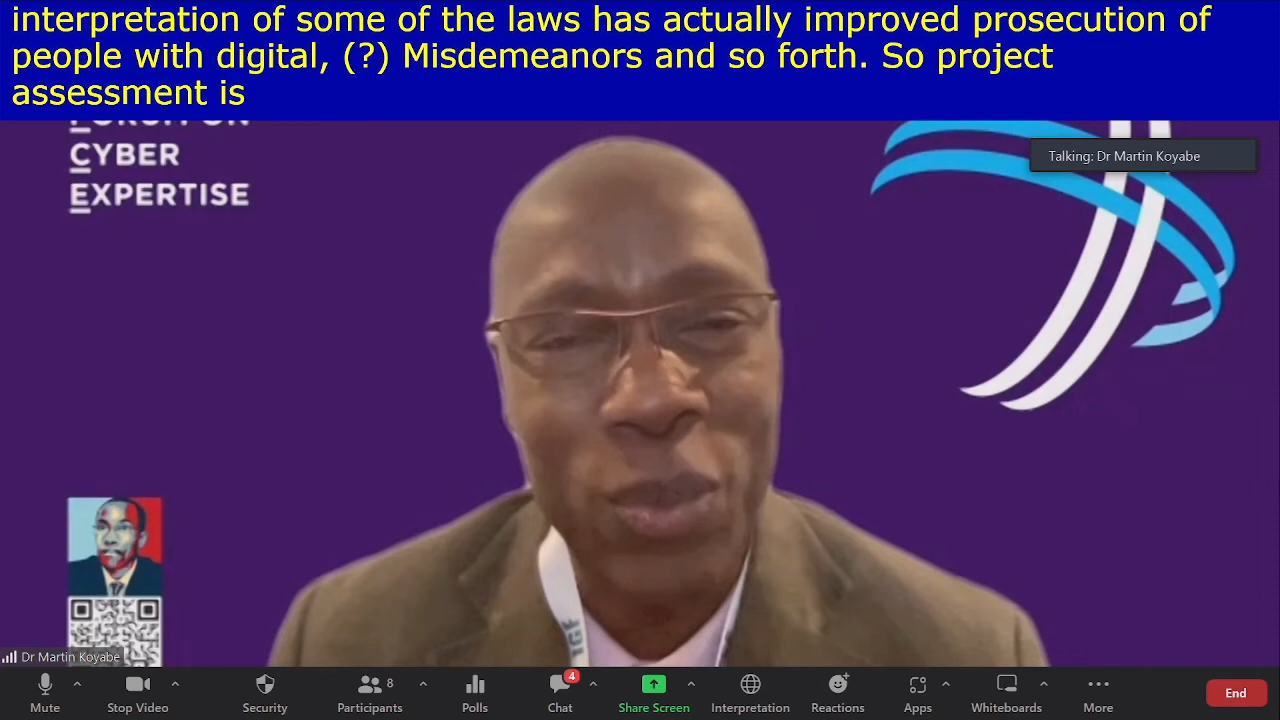 interpretation of some of the laws has actually improved prosecution of
people with digital, (?) Misdemeanors and so forth. So project
assessment is
CYBER
EXPERTISE
Talking: Dr Martin Koyabe
IGF
Dr Martin Koyabe
Mute
Stop Video
Security
8
Participants
Polls
4
Chat
Share Screen
Interpretation
Reactions
Apps
Whiteboards
More
End